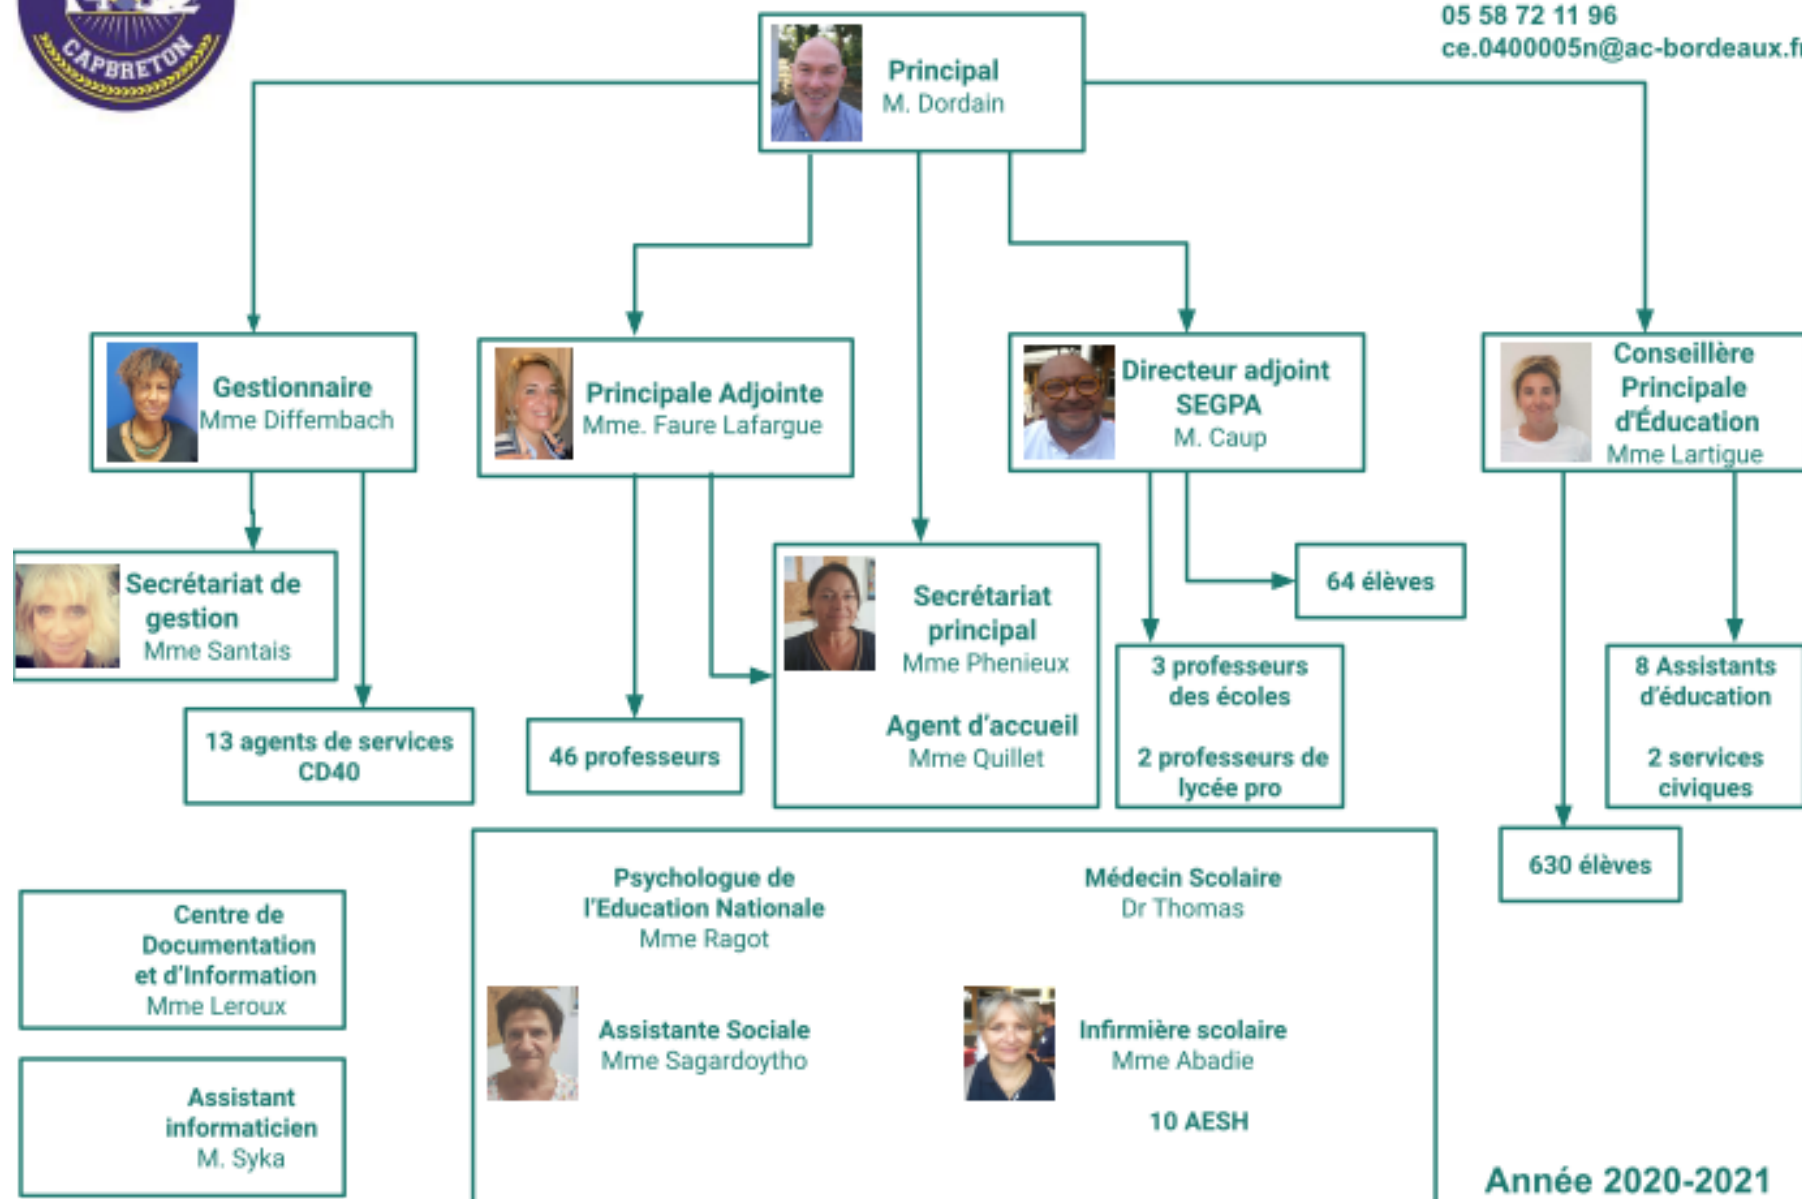 CAPBRETON
05 58 72 11 96
ce.0400005n@ac-bordeaux.fr
Principal
M. Dordain
Gestionnaire
Mme Diffembach
Principale Adjointe
Mme. Faure Lafargue
Directeur adjoint
SEGPA
M. Caup
Conseillère
Principale
d'Éducation
Mme Lartigue
Secrétariat de
gestion
Mme Santais
13 agents de services
CD40
46 professeurs
Secrétariat
principal
Mme Phenieux
Agent d'accueil
Mme Quillet
64 élèves
3 professeurs
des écoles
2 professeurs de
lycée pro
8 Assistants
d'éducation
2 services
civiques
630 élèves
Centre de
Documentation
et d'Information
Mme Leroux
Assistant
informaticien
M. Syka
Psychologue de
l'Education Nationale
Mme Ragot
Médecin Scolaire
Dr Thomas
Assistante Sociale
Mme Sagardoytho
Infirmière scolaire
Mme Abadie
10 AESH
Année 2020-2021